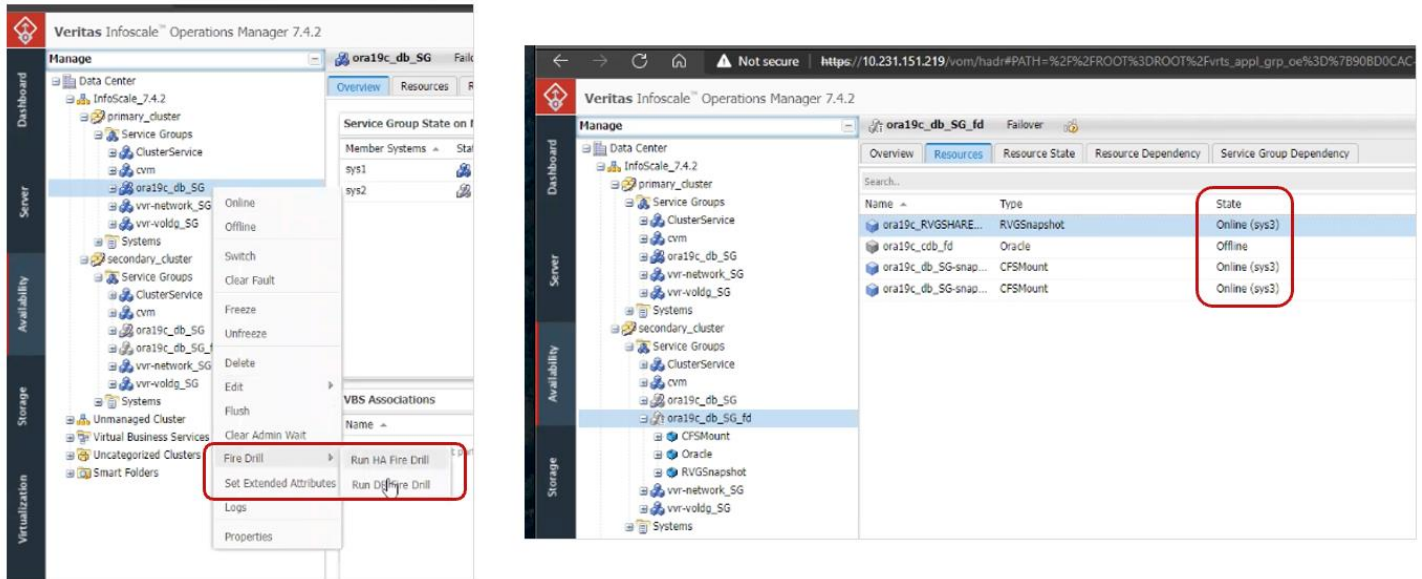 Veritas Infoscale™ Operations Manager 7.4.2
Dashboard
Server
Availability
Storage
Virtualization
Manage
Data Center
InfoScale_7.4.2
primary_cluster
Service Groups
ClusterService
cvm
ora19c_db_SG
vvr-network_SG
vvr-voldg_SG
Systems
secondary_cluster
Service Groups
ClusterService
cvm
ora19c_db_SG
ora19c_db_SG_f
vvr-network_SG
vvr-voldg_SG
Systems
Unmanaged Cluster
Virtual Business Services
Uncategorized Clusters
Smart Folders
Online
Offline
Switch
Clear Fault
Freeze
Unfreeze
Delete
Edit
Flush
Clear Admin Wait
Fire Drill
Set Extended Attributes
Logs
Properties
Run HA Fire Drill
Run DR Fire Drill
ora19c_db_SG
Overview Resources R
Service Group State on
Member Systems Stat
sys1
sys2
VBS Associations
Name
Not secure https://10.231.151.219/vom/hadr#PATH=%2F%2FROOT%3DROOT%2Fvrts_appl_grp_oe%3D%7B90BD0CAC-
Veritas Infoscale™ Operations Manager 7.4.2
Dashboard
Server
Availability
Storage
Manage
Data Center
InfoScale_7.4.2
primary_cluster
Service Groups
ClusterService
cvm
ora19c_db_SG
vvr-network_SG
vvr-voldg_SG
Systems
secondary_cluster
Service Groups
ClusterService
cvm
ora19c_db_SG
ora19c_db_SG_fd
CFSMount
Oracle
RVGSnapshot
vvr-network_SG
vvr-voldg_SG
Systems
ora19c_db_SG_fd Failover
Overview Resources Resource State Resource Dependency Service Group Dependency
Search..
Name Type State
ora19c_RVGSHARE... RVGSnapshot Online (sys3)
ora19c_cdb_fd Oracle Offline
ora19c_db_SG-snap... CFSMount Online (sys3)
ora19c_db_SG-snap... CFSMount Online (sys3)